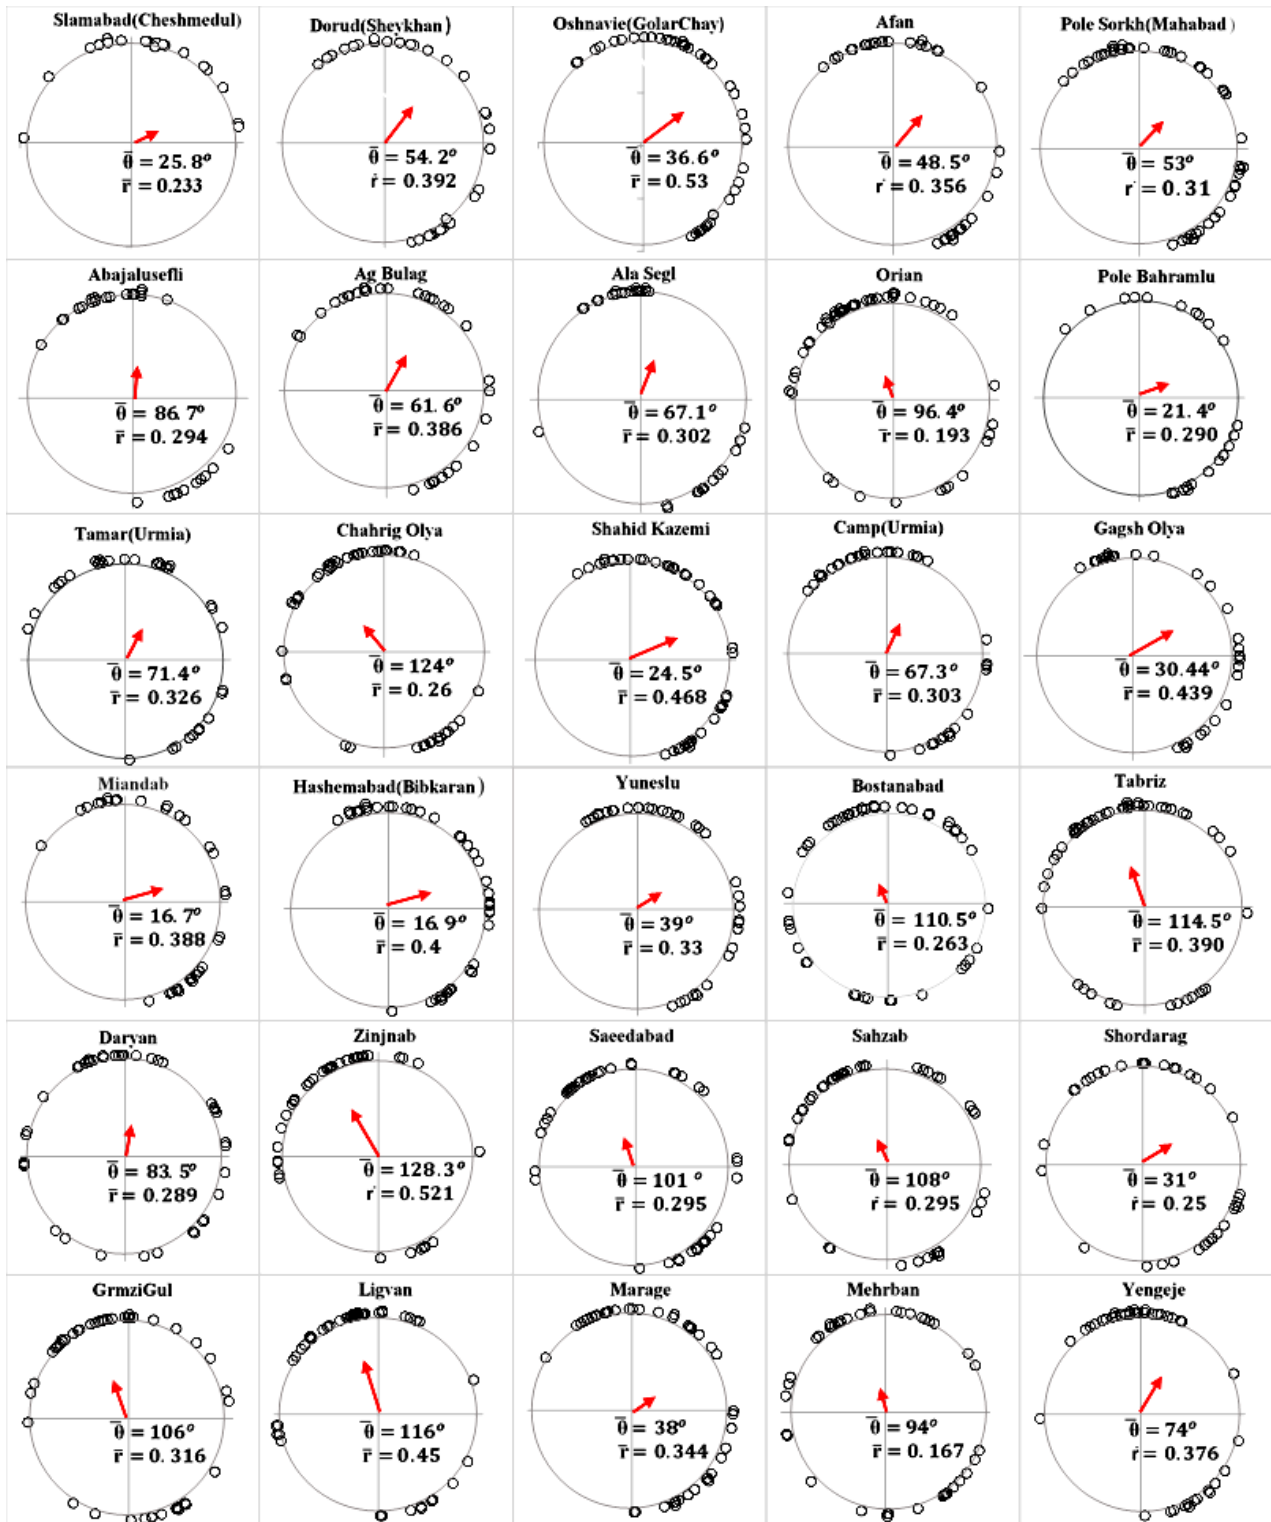 Slamabad(Cheshmedul)
θ̅ = 25.8°
r̅ = 0.233
Dorud(Sheykhan)
θ̅ = 54.2°
ṙ = 0.392
Oshnavie(GolarChay)
θ̅ = 36.6°
r̅ = 0.53
Afan
θ̅ = 48.5°
r˙ = 0.356
Pole Sorkh(Mahabad)
θ̅ = 53°
r˙ = 0.31
Abajalusefli
θ̅ = 86.7°
r̅ = 0.294
Ag Bulag
θ̅ = 61.6°
r̅ = 0.386
Ala Segl
θ̅ = 67.1°
r̅ = 0.302
Orian
θ̅ = 96.4°
r̅ = 0.193
Pole Bahramlu
θ̅ = 21.4°
r̅ = 0.290
Tamar(Urmia)
θ̅ = 71.4°
r̅ = 0.326
Chahrig Olya
θ̅ = 124°
r̅ = 0.26
Shahid Kazemi
θ̅ = 24.5°
r̅ = 0.468
Camp(Urmia)
θ̅ = 67.3°
r̅ = 0.303
Gagsh Olya
θ̅ = 30.44°
r̅ = 0.439
Miandab
θ̅ = 16.7°
r̅ = 0.388
Hashemabad(Bibkaran)
θ̅ = 16.9°
r̅ = 0.4
Yuneslu
θ̅ = 39°
r̅ = 0.33
Bostanabad
θ̅ = 110.5°
r̅ = 0.263
Tabriz
θ̅ = 114.5°
r̅ = 0.390
Daryan
θ̅ = 83.5°
r̅ = 0.289
Zinjnab
θ̅ = 128.3°
r˙ = 0.521
Saeedabad
θ̅ = 101°
r̅ = 0.295
Sahzab
θ̅ = 108°
ṙ = 0.295
Shordarag
θ̅ = 31°
ṙ = 0.25
GrmziGul
θ̅ = 106°
r̅ = 0.316
Ligvan
θ̅ = 116°
r̅ = 0.45
Marage
θ̅ = 38°
r̅ = 0.344
Mehrban
θ̅ = 94°
r̅ = 0.167
Yengeje
θ̅ = 74°
ṙ = 0.376